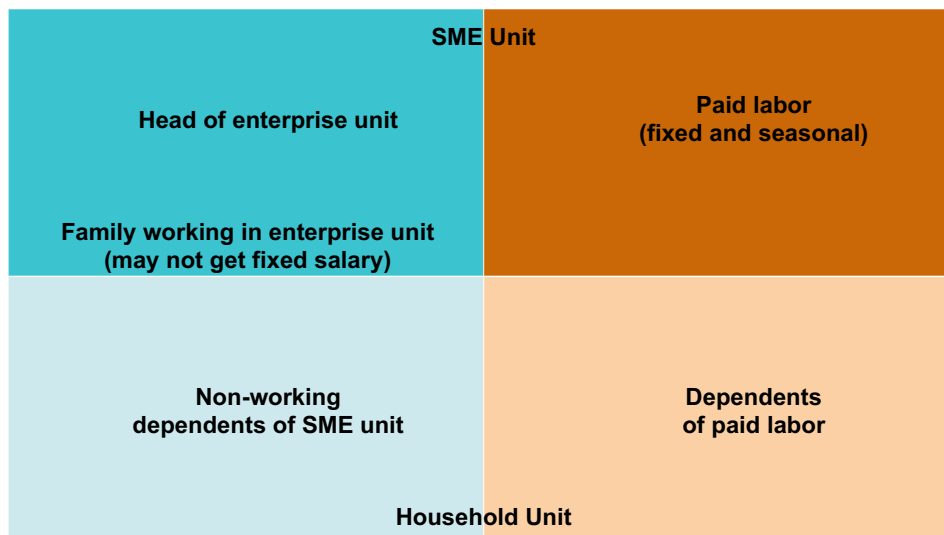 SME Unit
Head of enterprise unit
Paid labor
(fixed and seasonal)
Family working in enterprise unit
(may not get fixed salary)
Non-working
dependents of SME unit
Dependents
of paid labor
Household Unit